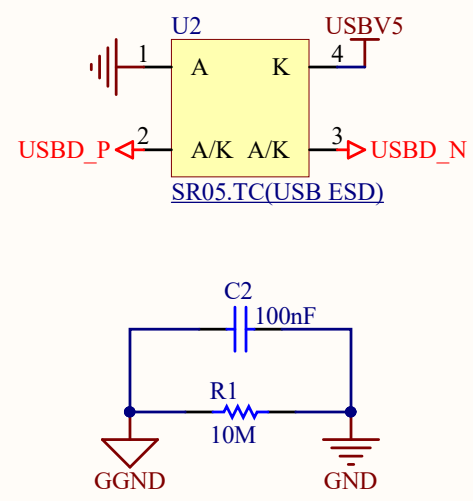 U2
USBV5
1
A
K
4
USBD_P
2
A/K
A/K
3
USBD_N
SR05.TC(USB ESD)
C2
100nF
R1
10M
GGND
GND